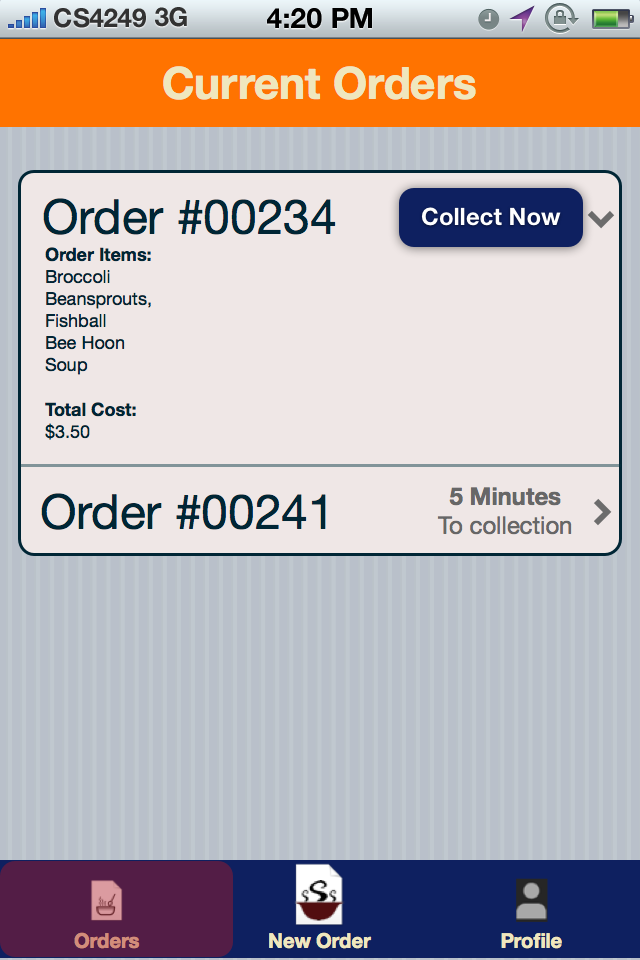 CS4249 3G 4:20 PM
Current Orders
Order #00234
Collect Now
Order Items:
Broccoli
Beansprouts,
Fishball
Bee Hoon
Soup
Total Cost:
$3.50
Order #00241
5 Minutes
To collection
Orders
New Order
Profile